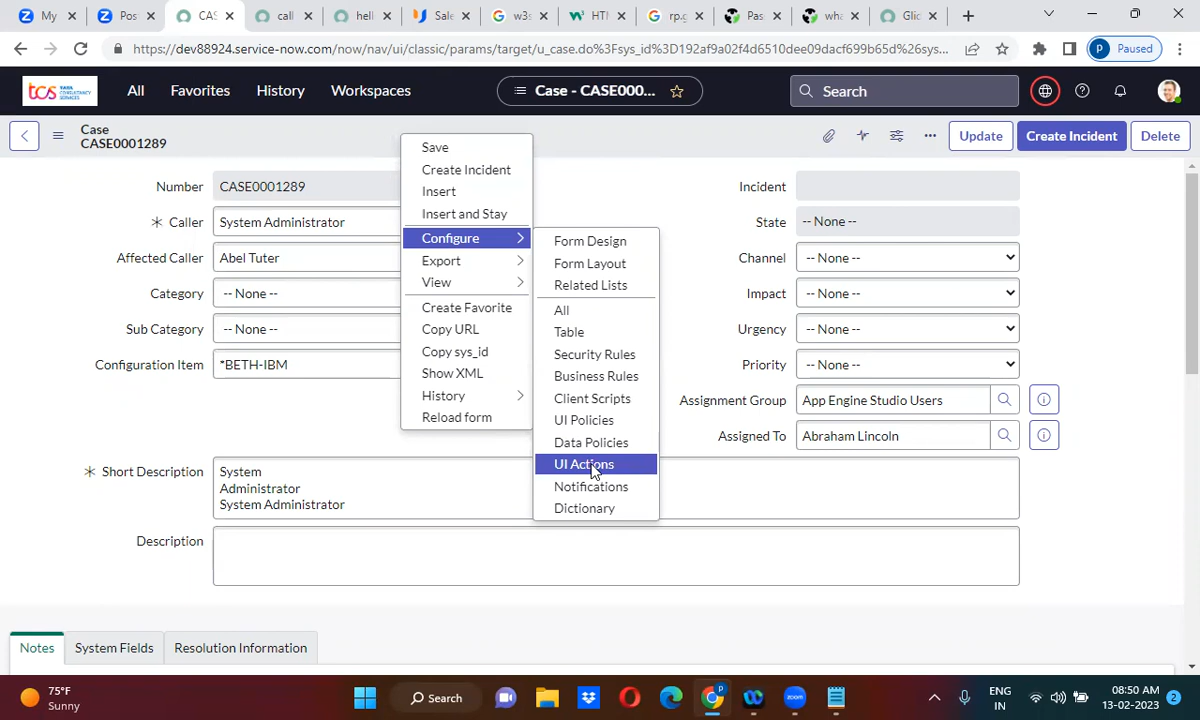 My
Pos
CAS
call
hell
Sale
w3s
HTI
rp.g
Pas
wha
Glic
https://dev88924.service-now.com/now/nav/ui/classic/params/target/u_case.do%3Fsys_id%3D192af9a02f4d6510dee09dacf699b65d%26sys...
P Paused
tcs TATA CONSULTANCY SERVICES
All Favorites History Workspaces
Case - CASE000...
Search
Case
CASE0001289
Update Create Incident Delete
Number CASE0001289
Caller System Administrator
Affected Caller Abel Tuter
Category -- None --
Sub Category -- None --
Configuration Item *BETH-IBM
Save
Create Incident
Insert
Insert and Stay
Configure
Export
View
Create Favorite
Copy URL
Copy sys_id
Show XML
History
Reload form
Form Design
Form Layout
Related Lists
All
Table
Security Rules
Business Rules
Client Scripts
UI Policies
Data Policies
UI Actions
Notifications
Dictionary
Incident
State -- None --
Channel -- None --
Impact -- None --
Urgency -- None --
Priority -- None --
Assignment Group App Engine Studio Users
Assigned To Abraham Lincoln
Short Description System
Administrator
System Administrator
Description
Notes System Fields Resolution Information
75°F
Sunny
Search
zoom
ENG
IN
08:50 AM
13-02-2023
2